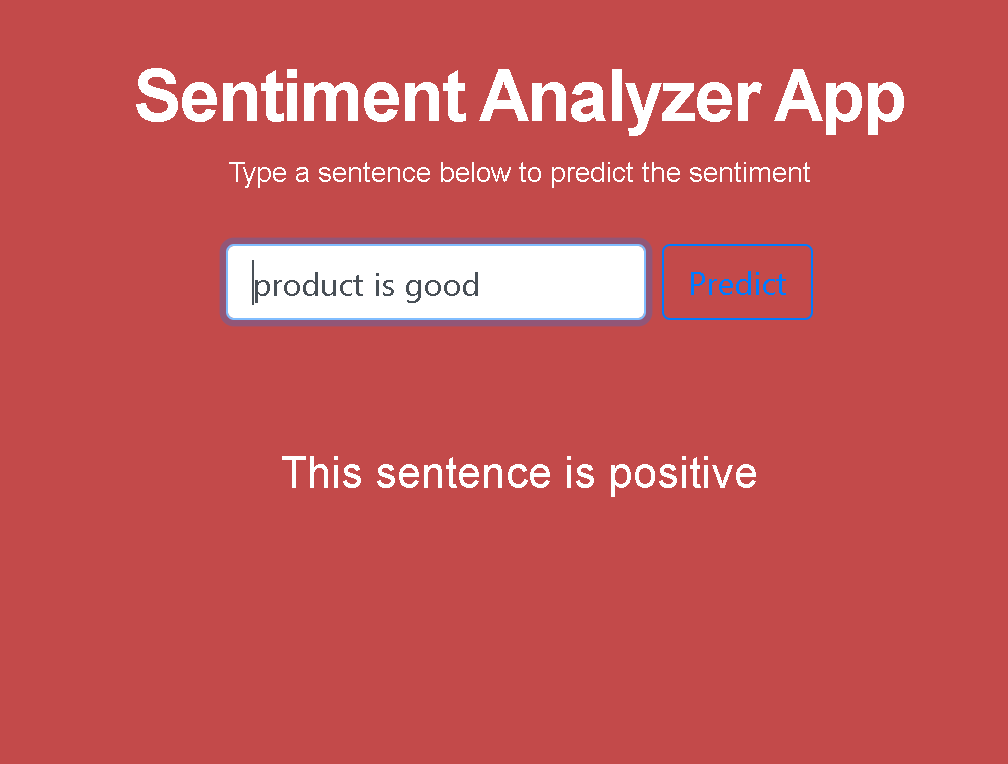 Sentiment Analyzer App
Type a sentence below to predict the sentiment
product is good
Predict
This sentence is positive